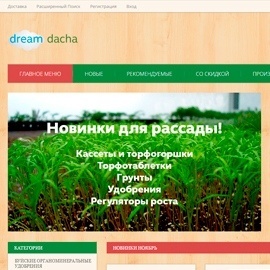 Доставка Расширенный Поиск Регистрация Вход
dream dacha
ГЛАВНОЕ МЕНЮ НОВЫЕ РЕКОМЕНДУЕМЫЕ СО СКИДКОЙ ПРОИЗ
Новинки для рассады!
Кассеты и торфогоршки
Торфотаблетки
Грунты
Удобрения
Регуляторы роста
КАТЕГОРИИ НОВИНКИ НОЯБРЬ
БУЙСКИЕ ОРГАНОМИНЕРАЛЬНЫЕ
УДОБРЕНИЯ